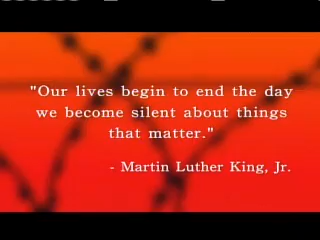 "Our lives begin to end the day
we become silent about things
that matter."
- Martin Luther King, Jr.